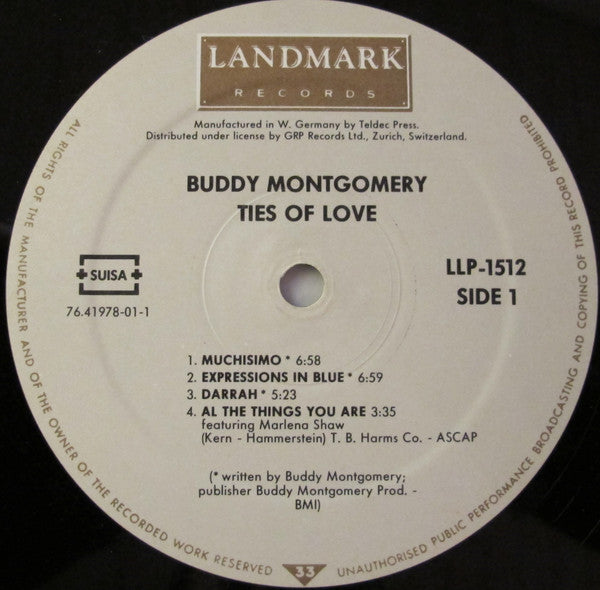 LANDMARK
RECORDS
Manufactured in W. Germany by Teldec Press.
Distributed under license by GRP Records Ltd., Zurich, Switzerland.
BUDDY MONTGOMERY
TIES OF LOVE
SUISA
76.41978-01-1
LLP-1512
SIDE 1
1. MUCHISIMO * 6:58
2. EXPRESSIONS IN BLUE * 6:59
3. DARRAH * 5:23
4. AL THE THINGS YOU ARE 3:35
featuring Marlena Shaw
(Kern - Hammerstein) T. B. Harms Co. - ASCAP
(* written by Buddy Montgomery;
publisher Buddy Montgomery Prod. -
BMI)
33
ALL RIGHTS OF THE MANUFACTURER AND OF THE OWNER OF THE RECORDED WORK RESERVED
UNAUTHORISED PUBLIC PERFORMANCE BROADCASTING AND COPYING OF THIS RECORD PROHIBITED